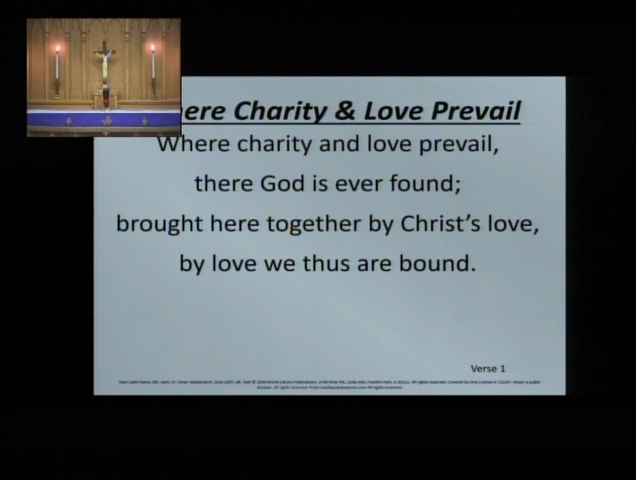 ere Charity & Love Prevail
Where charity and love prevail,
there God is ever found;
brought here together by Christ's love,
by love we thus are bound.
Verse 1